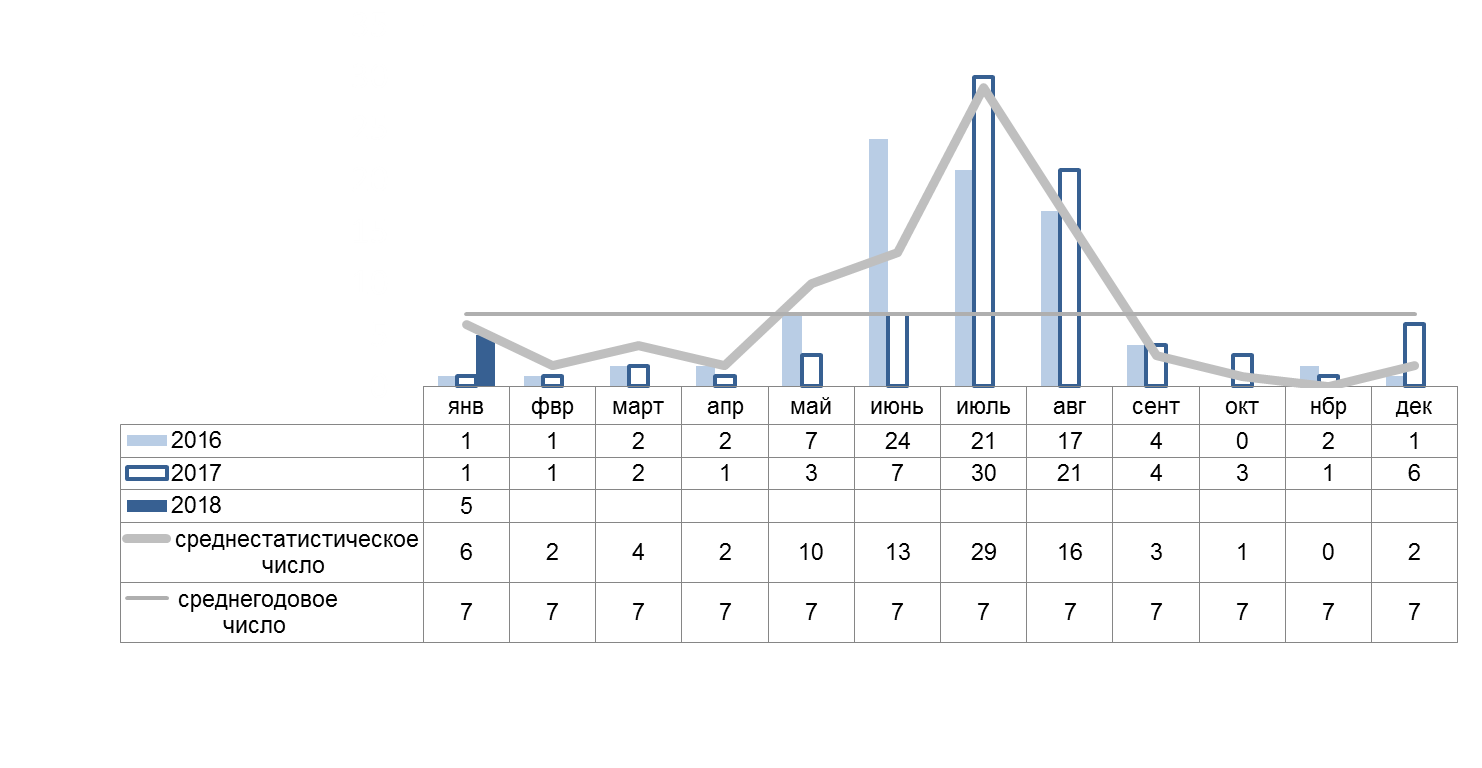 янв фвр март апр май июнь июль авг сент окт нбр дек
2016 1 1 2 2 7 24 21 17 4 0 2 1
2017 1 1 2 1 3 7 30 21 4 3 1 6
2018 5
среднестатистическое
число 6 2 4 2 10 13 29 16 3 1 0 2
среднегодовое
число 7 7 7 7 7 7 7 7 7 7 7 7